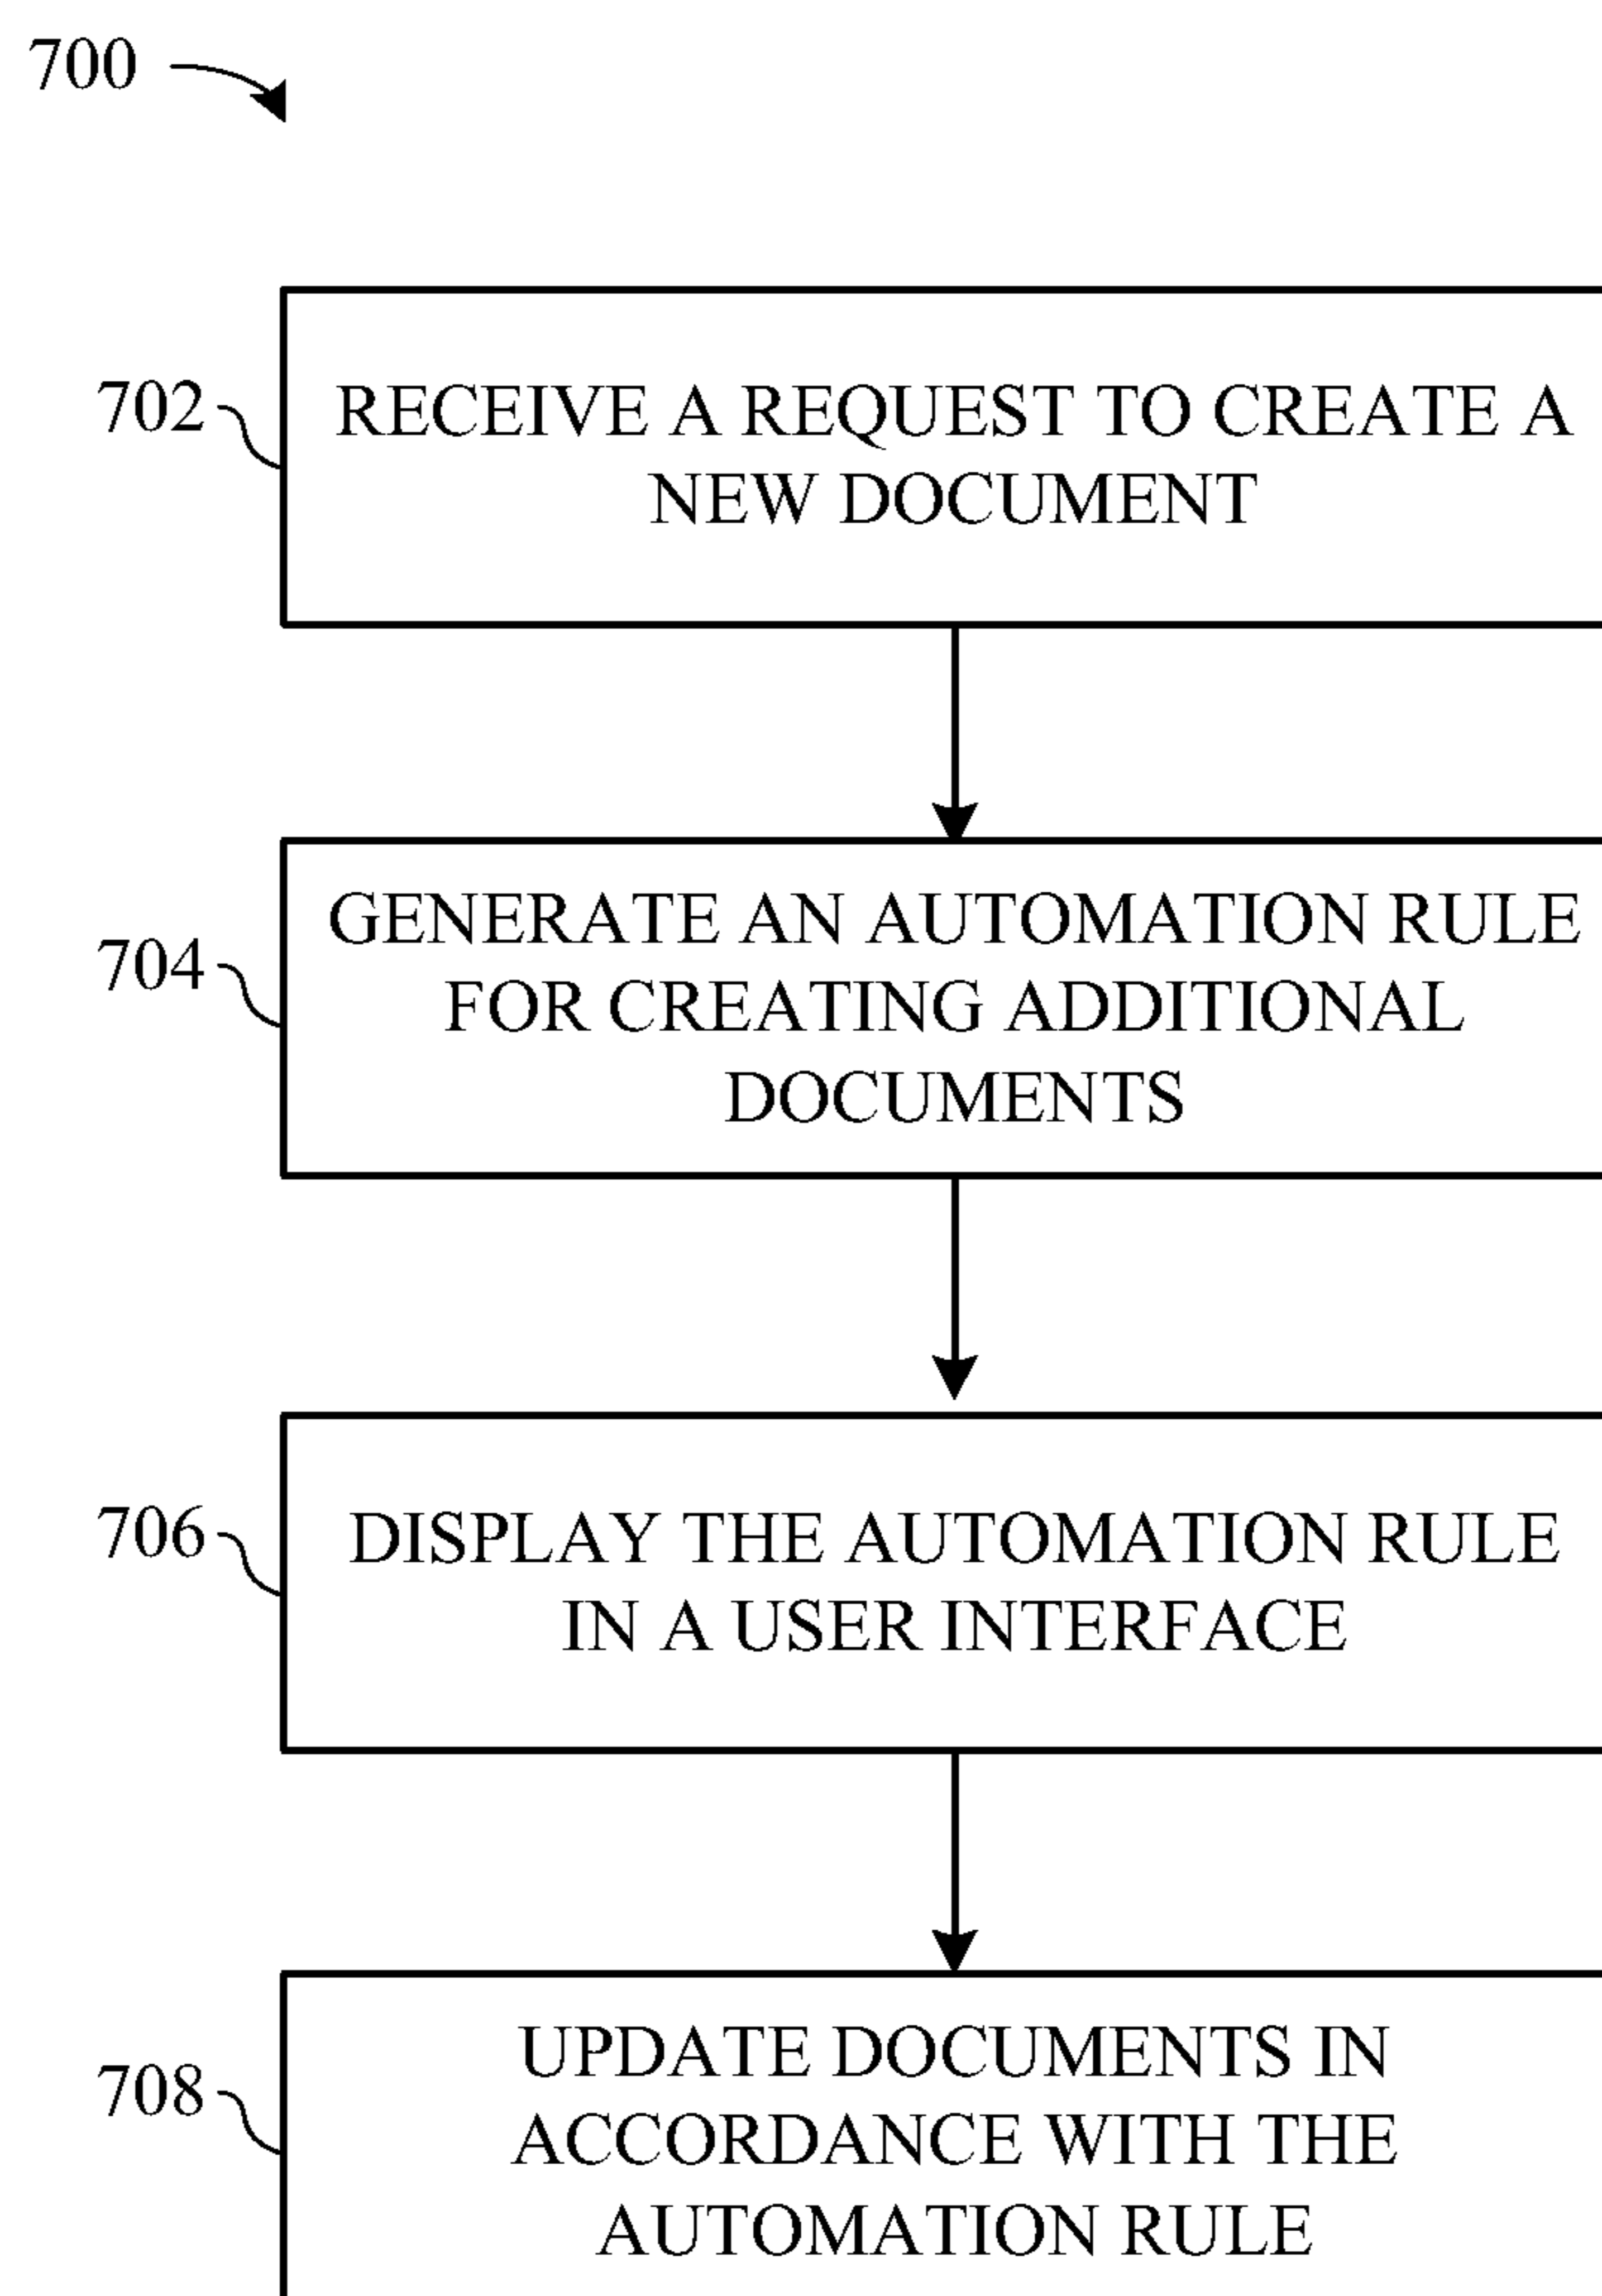 700
702
RECEIVE A REQUEST TO CREATE A
NEW DOCUMENT
704
GENERATE AN AUTOMATION RULE
FOR CREATING ADDITIONAL
DOCUMENTS
706
DISPLAY THE AUTOMATION RULE
IN A USER INTERFACE
708
UPDATE DOCUMENTS IN
ACCORDANCE WITH THE
AUTOMATION RULE